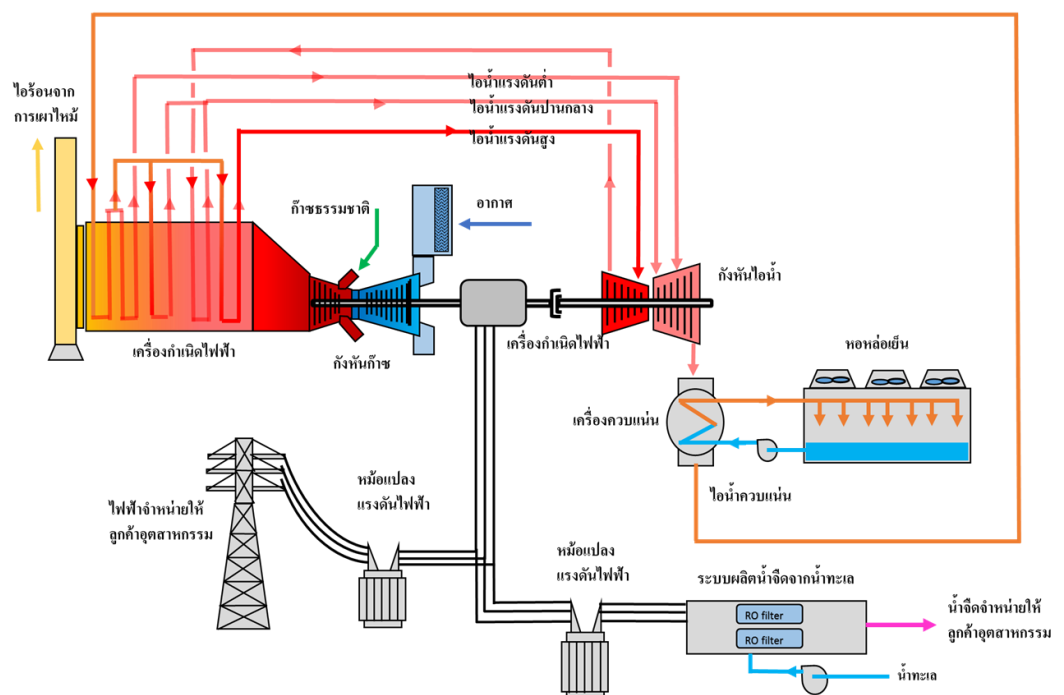 ไอร้อนจาก
การเผาไหม้
ไอน้ำแรงดันต่ำ
ไอน้ำแรงดันปานกลาง
ไอน้ำแรงดันสูง
ก๊าซธรรมชาติ
อากาศ
กังหันไอน้ำ
เครื่องกำเนิดไฟฟ้า
กังหันก๊าซ
เครื่องกำเนิดไฟฟ้า
หอหล่อเย็น
เครื่องควบแน่น
ไอน้ำควบแน่น
หม้อแปลง
แรงดันไฟฟ้า
ไฟฟ้าจำหน่ายให้
ลูกค้าอุตสาหกรรม
หม้อแปลง
แรงดันไฟฟ้า
ระบบผลิตน้ำจืดจากน้ำทะเล
RO filter
RO filter
น้ำจืดจำหน่ายให้
ลูกค้าอุตสาหกรรม
น้ำทะเล